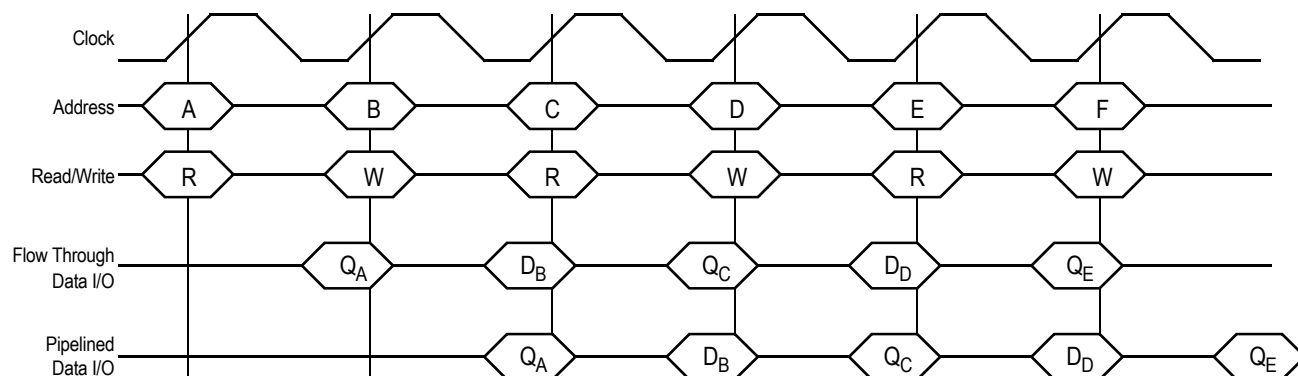 Clock
Address A B C D E F
Read/Write R W R W R W
Flow Through
Data I/O
QA DB QC DD QE
Pipelined
Data I/O
QA DB QC DD QE